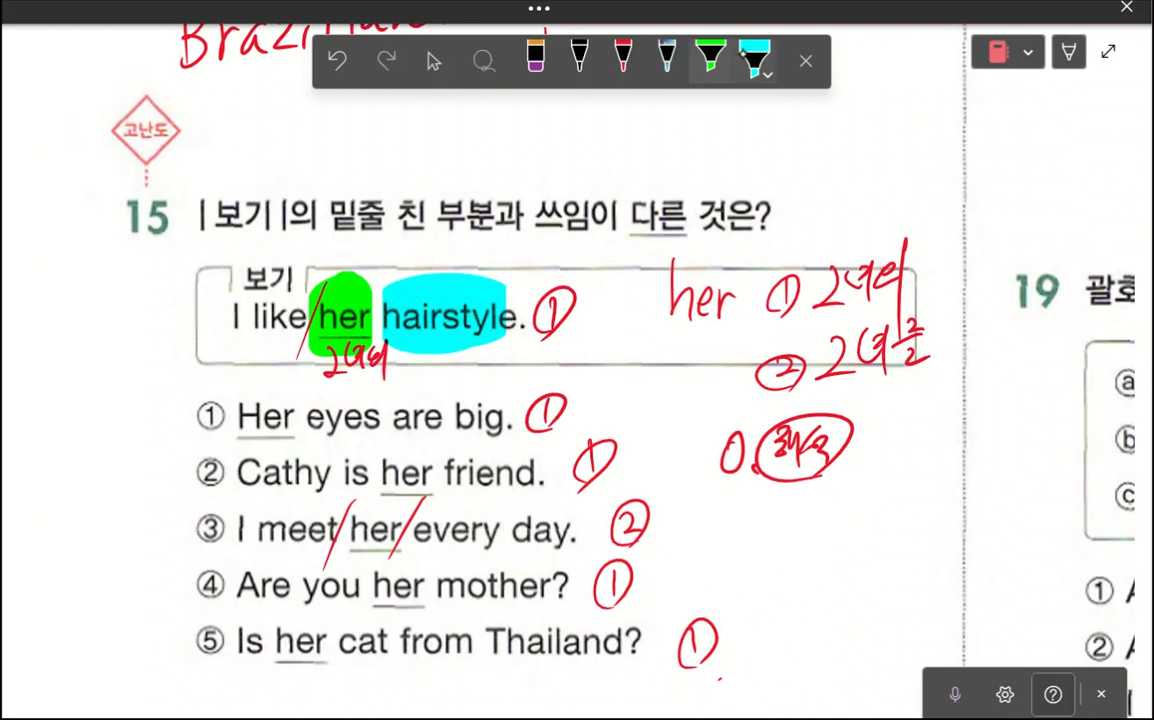 Brazilian
고난도
15 |보기|의 밑줄 친 부분과 쓰임이 다른 것은?
보기
I like her hairstyle. ①
그녀의
her ① 그녀의
② 그녀를
① Her eyes are big. ①
② Cathy is her friend. ①
③ I meet her every day. ②
④ Are you her mother? ①
⑤ Is her cat from Thailand? ①
19 괄호
ⓐ
ⓑ
ⓒ
①
②